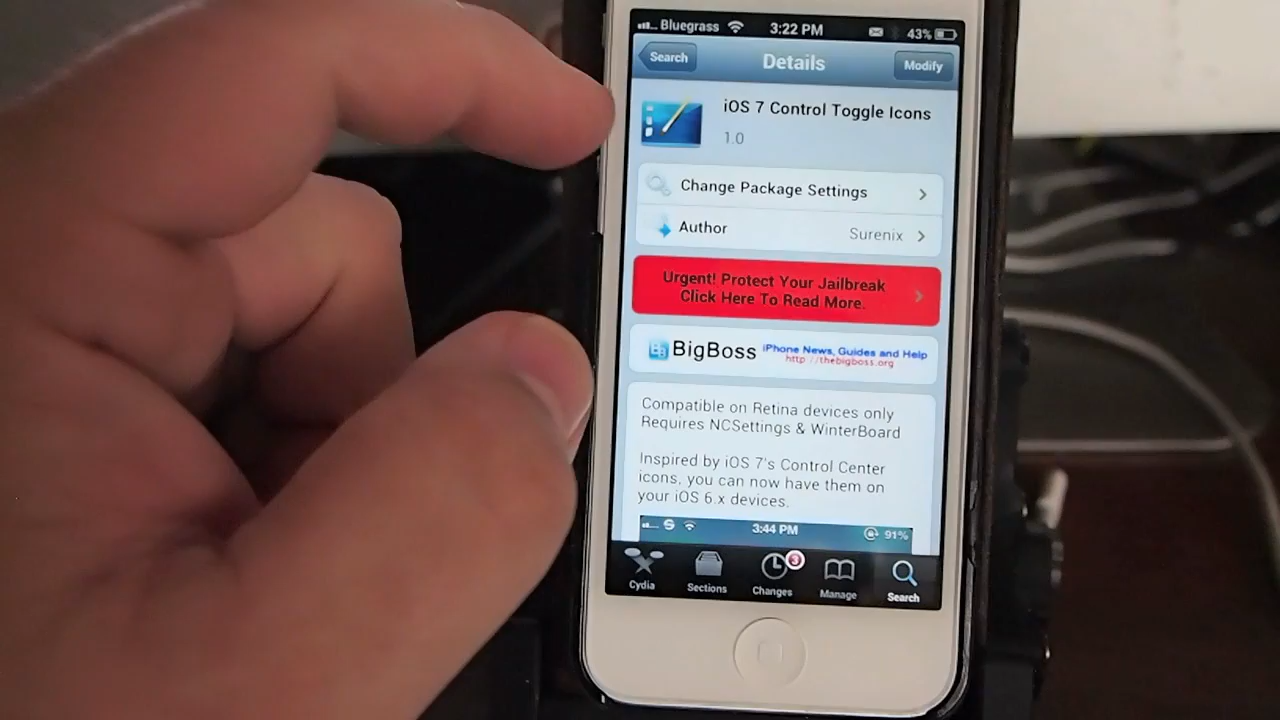 Bluegrass 3:22 PM 43%
Search Details Modify
iOS 7 Control Toggle Icons
1.0
Change Package Settings
Author Surenix
Urgent! Protect Your Jailbreak
Click Here To Read More.
BigBoss iPhone News, Guides and Help
http://thebigboss.org
Compatible on Retina devices only
Requires NCSettings & WinterBoard
Inspired by iOS 7's Control Center
icons, you can now have them on
your iOS 6.x devices.
3:44 PM 91%
3
Cydia Sections Changes Manage Search